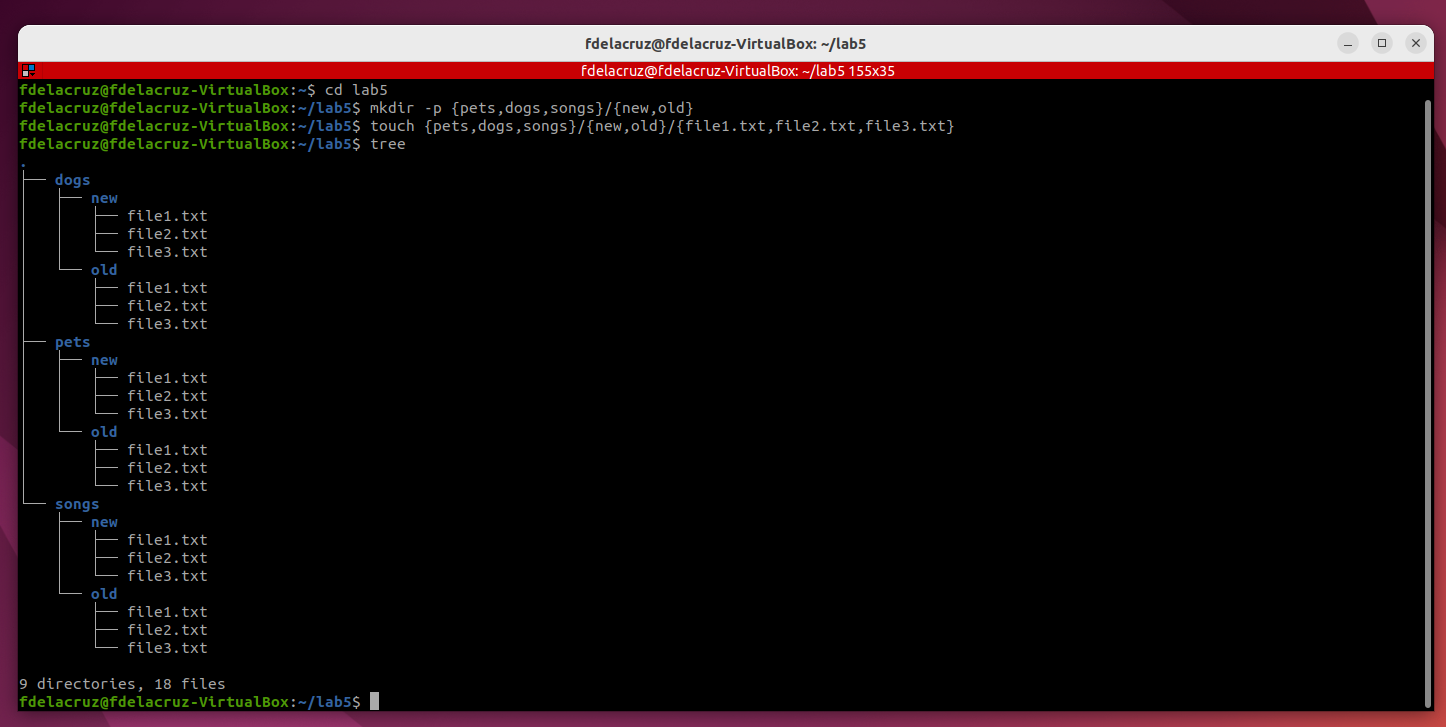 fdelacruz@fdelacruz-VirtualBox: ~/lab5
fdelacruz@fdelacruz-VirtualBox: ~/lab5 155x35
fdelacruz@fdelacruz-VirtualBox:~$ cd lab5
fdelacruz@fdelacruz-VirtualBox:~/lab5$ mkdir -p {pets,dogs,songs}/{new,old}
fdelacruz@fdelacruz-VirtualBox:~/lab5$ touch {pets,dogs,songs}/{new,old}/{file1.txt,file2.txt,file3.txt}
fdelacruz@fdelacruz-VirtualBox:~/lab5$ tree
.
├── dogs
│   ├── new
│   │   ├── file1.txt
│   │   ├── file2.txt
│   │   └── file3.txt
│   └── old
│       ├── file1.txt
│       ├── file2.txt
│       └── file3.txt
├── pets
│   ├── new
│   │   ├── file1.txt
│   │   ├── file2.txt
│   │   └── file3.txt
│   └── old
│       ├── file1.txt
│       ├── file2.txt
│       └── file3.txt
└── songs
    ├── new
    │   ├── file1.txt
    │   ├── file2.txt
    │   └── file3.txt
    └── old
        ├── file1.txt
        ├── file2.txt
        └── file3.txt

9 directories, 18 files
fdelacruz@fdelacruz-VirtualBox:~/lab5$